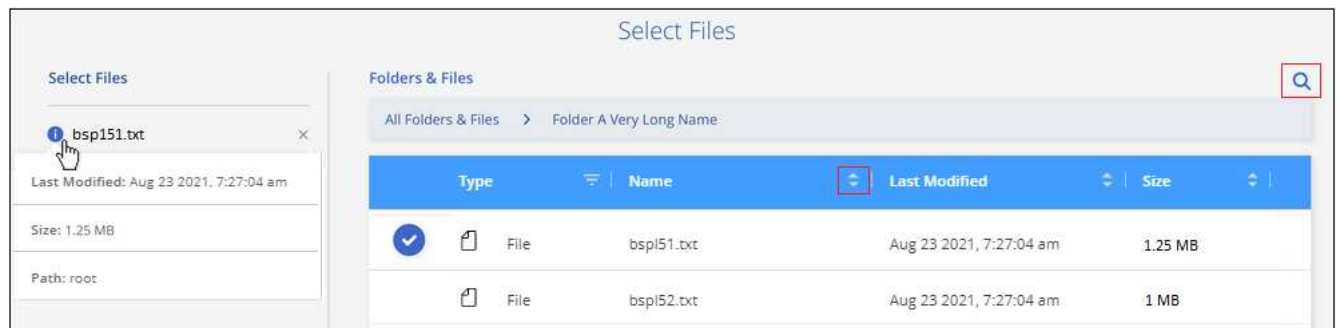 Select Files
Select Files
bsp151.txt
Last Modified: Aug 23 2021, 7:27:04 am
Size: 1.25 MB
Path: root
Folders & Files
All Folders & Files > Folder A Very Long Name
Type Name Last Modified Size
File bspl51.txt Aug 23 2021, 7:27:04 am 1.25 MB
File bspl52.txt Aug 23 2021, 7:27:04 am 1 MB